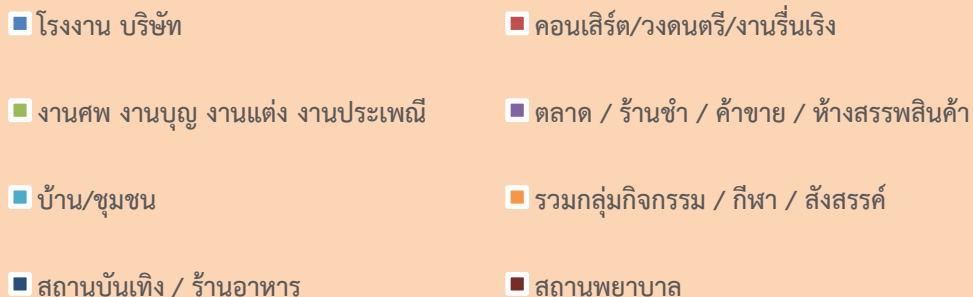 โรงงาน บริษัท
คอนเสิร์ต/วงดนตรี/งานรื่นเริง
งานศพ งานบุญ งานแต่ง งานประเพณี
ตลาด / ร้านชำ / ค้าขาย / ห้างสรรพสินค้า
บ้าน/ชุมชน
รวมกลุ่มกิจกรรม / กีฬา / สังสรรค์
สถานบันเทิง / ร้านอาหาร
สถานพยาบาล